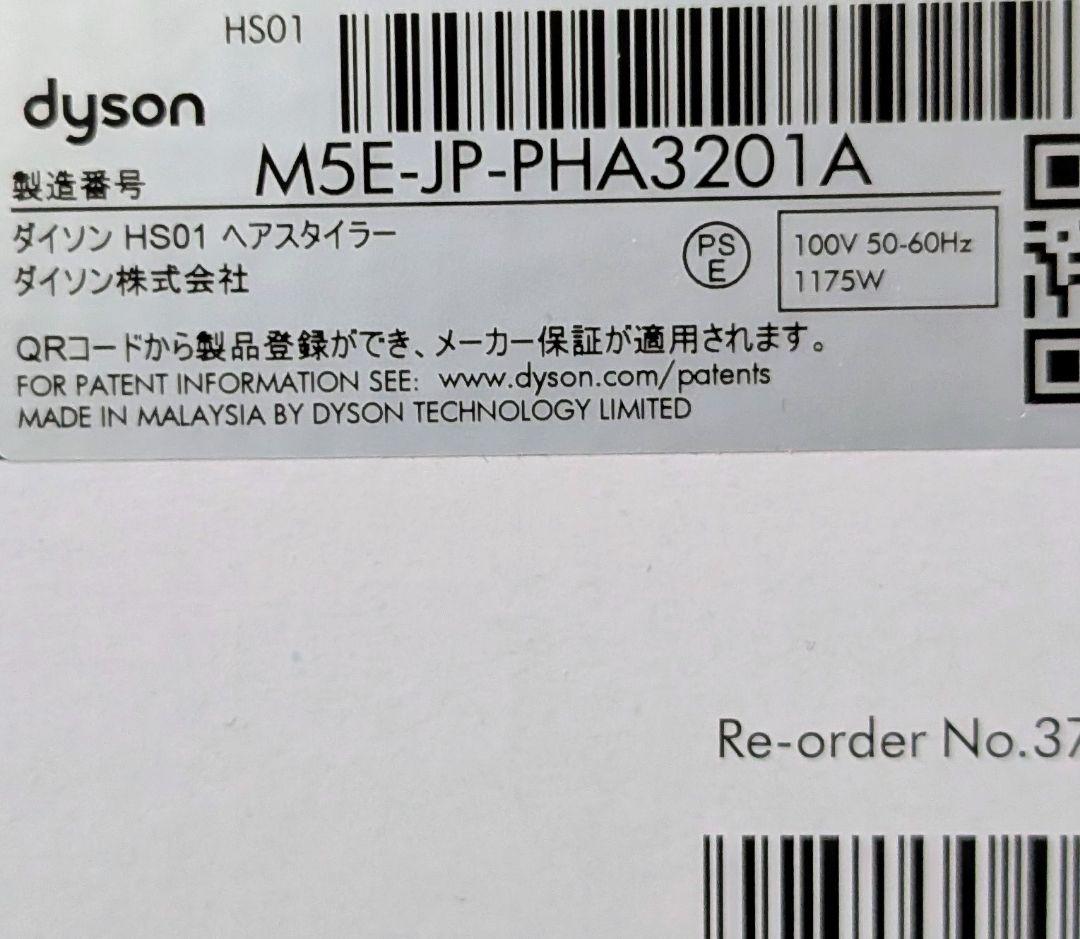 HS01
dyson
製造番号 M5E-JP-PHA3201A
ダイソン HS01 ヘアスタイラー
ダイソン株式会社
PS
E
100V 50-60Hz
1175W
QRコードから製品登録ができ、メーカー保証が適用されます。
FOR PATENT INFORMATION SEE: www.dyson.com/patents
MADE IN MALAYSIA BY DYSON TECHNOLOGY LIMITED
Re-order No.37